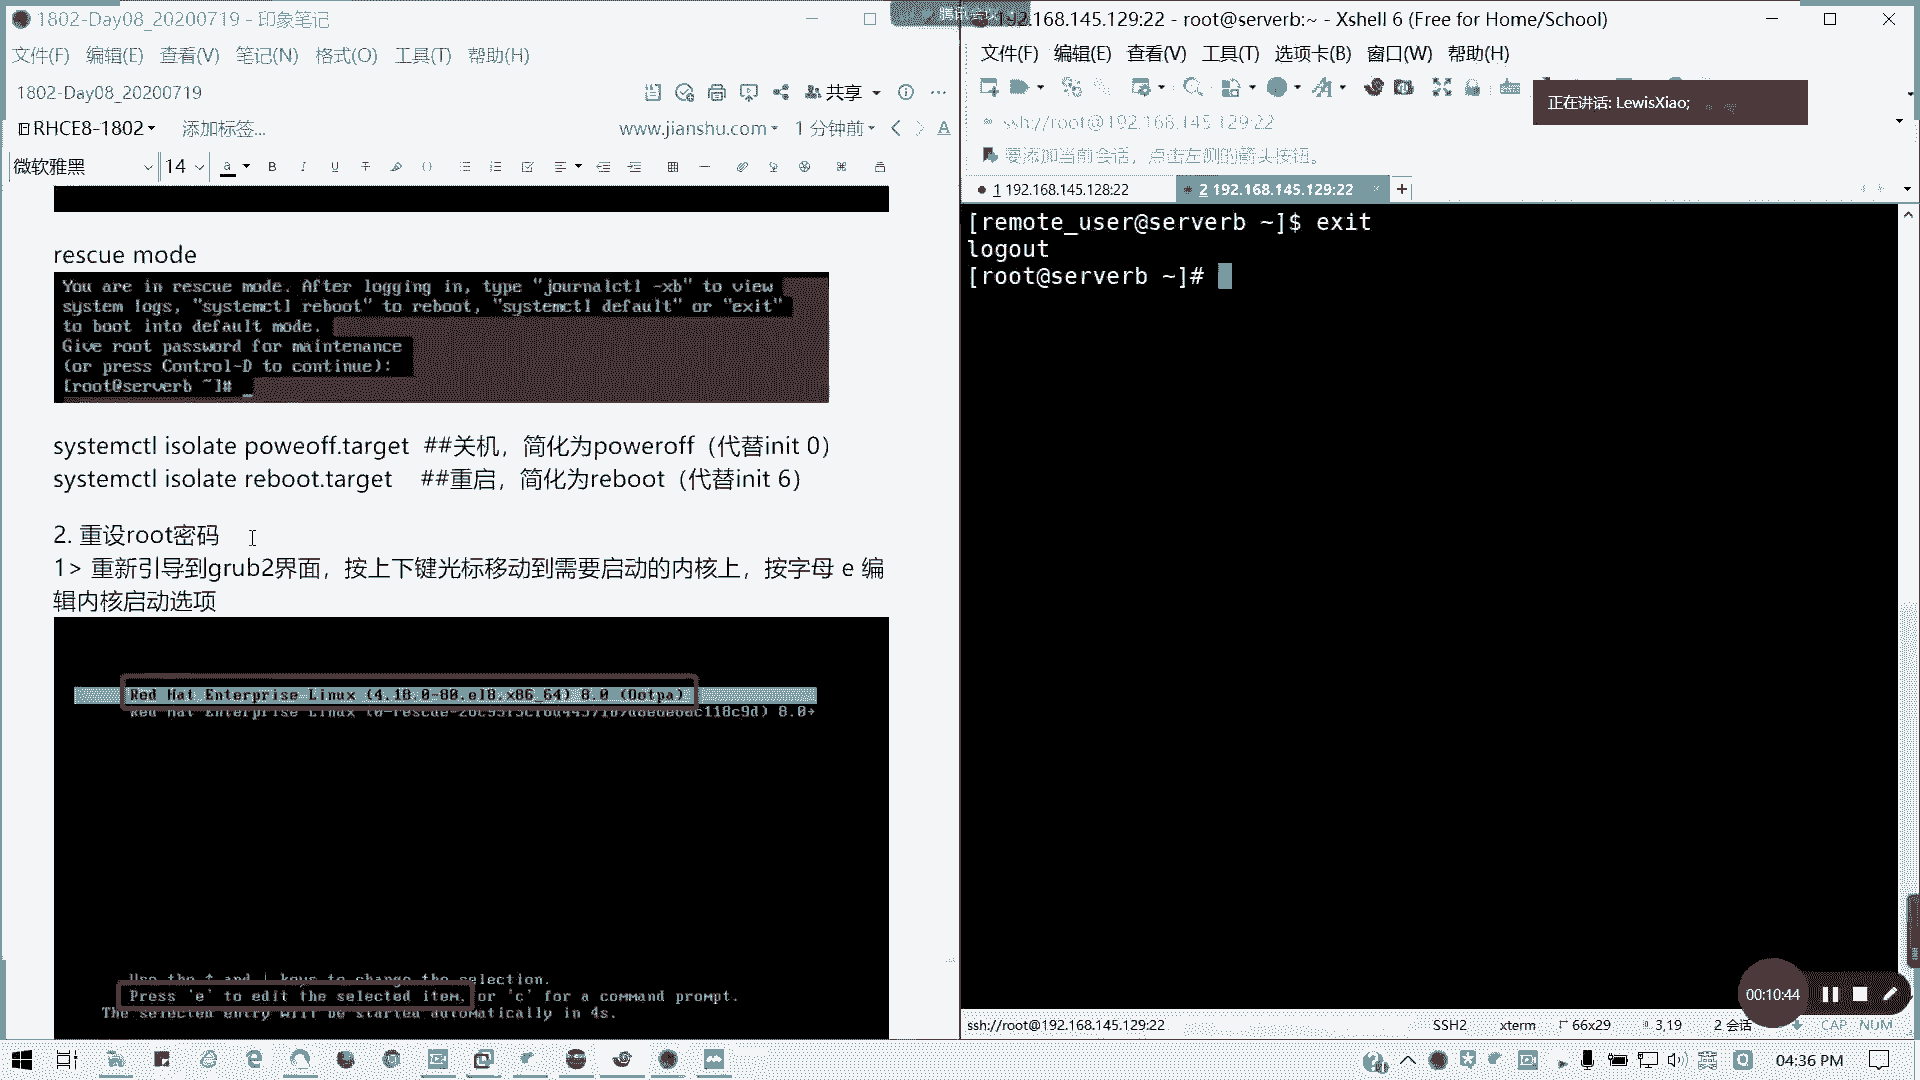 1802-Day08_20200719 - 印象笔记
文件(F) 编辑(E) 查看(V) 笔记(N) 格式(O) 工具(T) 帮助(H)
1802-Day08_20200719
共享
RHCE8-1802
添加标签...
www.jianshu.com
1 分钟前
微软雅黑
14
rescue mode
You are in rescue mode. After logging in, type "journalctl -xb" to view
system logs, "systemctl reboot" to reboot, "systemctl default" or "exit"
to boot into default mode.
Give root password for maintenance
(or press Control-D to continue):
[root@serverb ~]# _
systemctl isolate poweoff.target ##关机，简化为poweroff（代替init 0）
systemctl isolate reboot.target ##重启，简化为reboot（代替init 6）
2. 重设root密码
1> 重新引导到grub2界面，按上下键光标移动到需要启动的内核上，按字母 e 编
辑内核启动选项
Red Hat Enterprise Linux (4.18.0-80.el8.x86_64) 8.0 (Ootpa)
Red Hat Enterprise Linux
8.0→
Use the ↑ and ↓ keys to change the selection.
Press 'e' to edit the selected item, or 'c' for a command prompt.
The selected entry will be started automatically in 4s.
192.168.145.129:22 - root@serverb:~ - Xshell 6 (Free for Home/School)
文件(F) 编辑(E) 查看(V) 工具(T) 选项卡(B) 窗口(W) 帮助(H)
正在讲话: LewisXiao;
ssh://root@192.168.145.129:22
要添加当前会话，点击左侧的箭头按钮。
1 192.168.145.128:22
2 192.168.145.129:22
[remote_user@serverb ~]$ exit
logout
[root@serverb ~]#
00:10:44
ssh://root@192.168.145.129:22
SSH2
xterm
66x29
3,19
2 会话
CAP NUM
04:36 PM